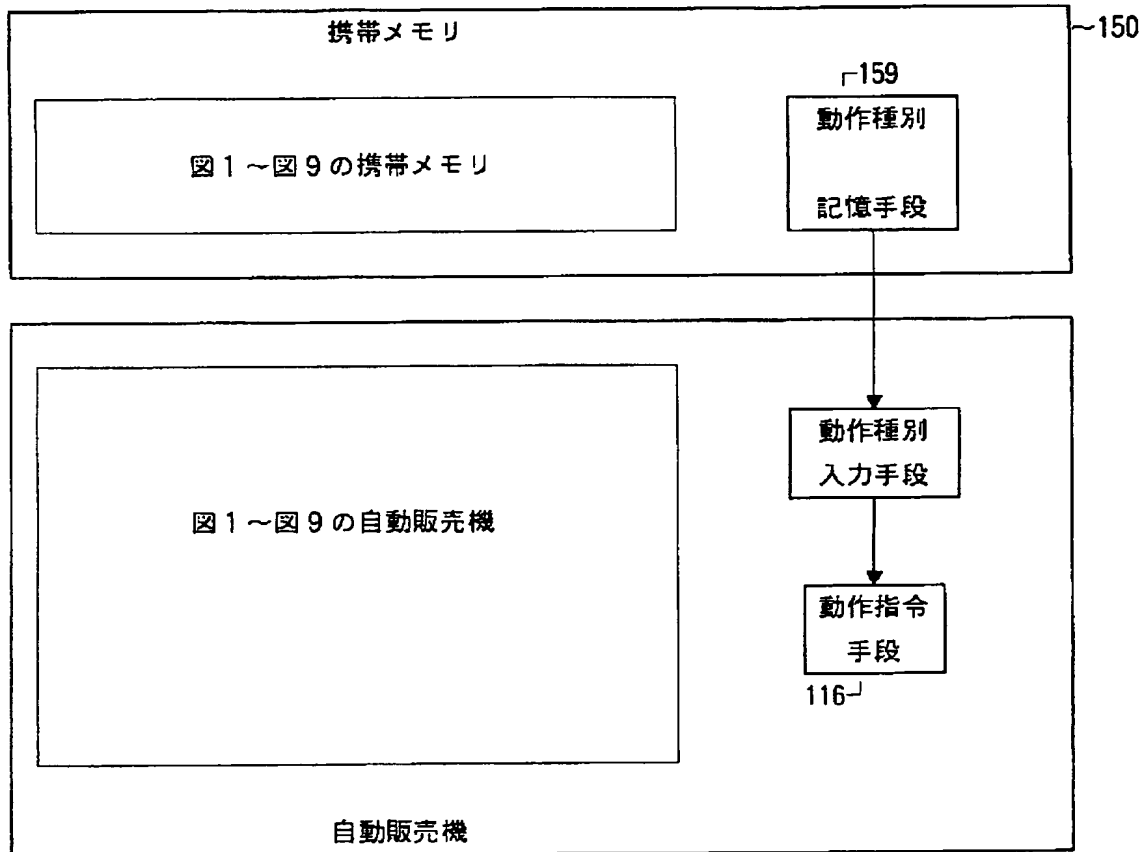 携帯メモリ
~150
159
動作種別
記憶手段
図1～図9の携帯メモリ
動作種別
入力手段
図1～図9の自動販売機
動作指令
手段
116
自動販売機